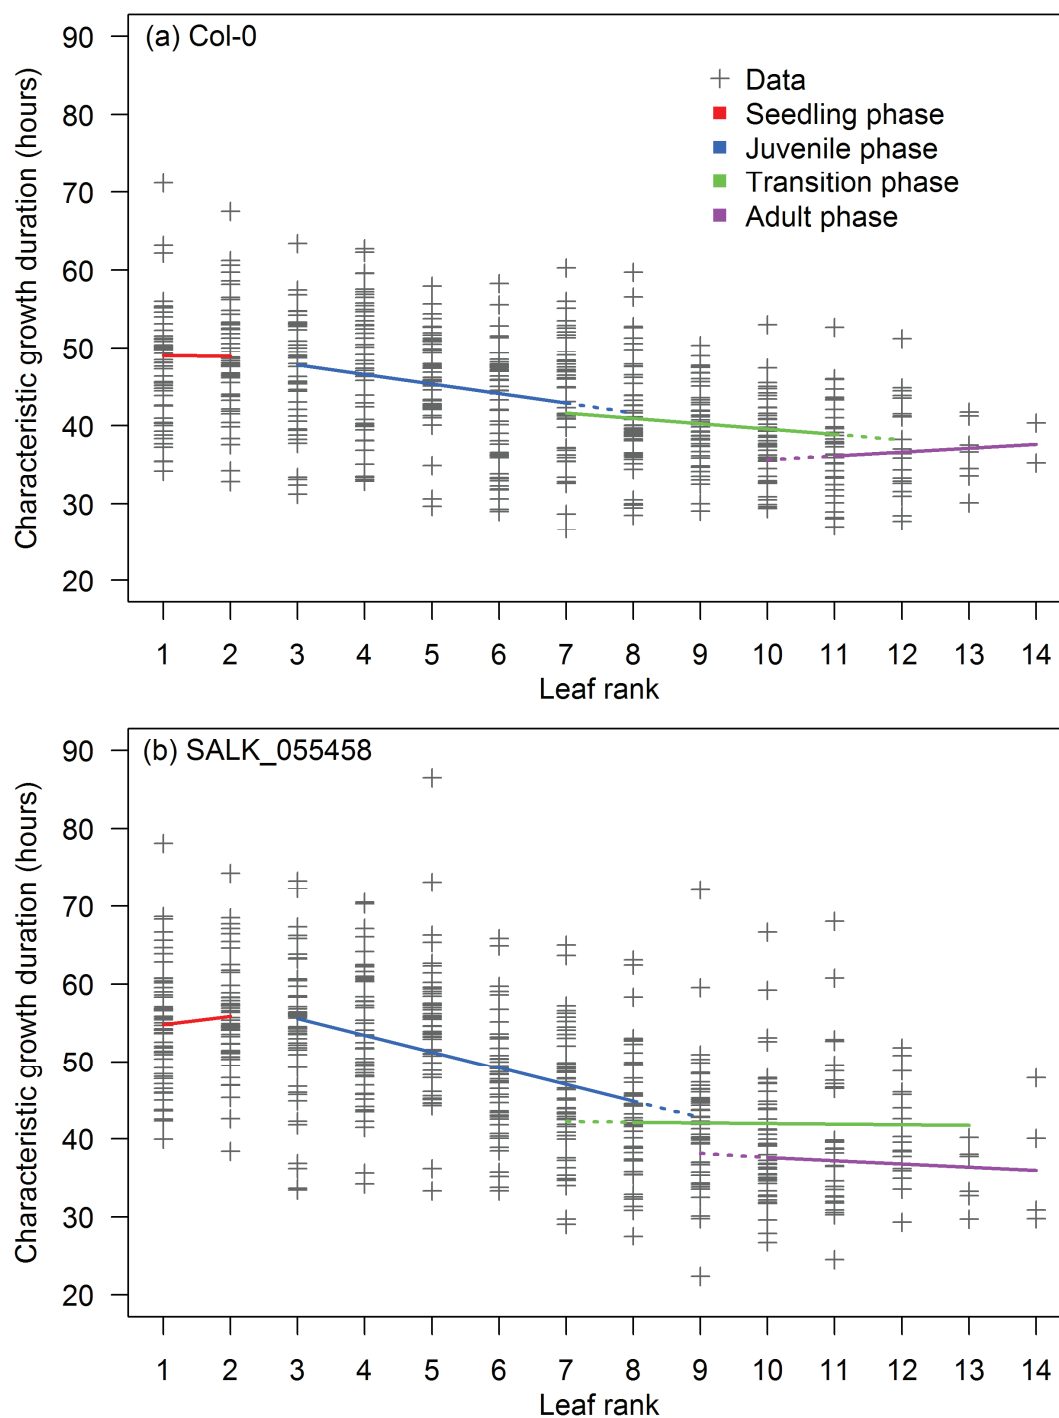 (a) Col-0
Characteristic growth duration (hours)
90
80
70
60
50
40
30
20
Data
Seedling phase
Juvenile phase
Transition phase
Adult phase
1 2 3 4 5 6 7 8 9 10 11 12 13 14
Leaf rank
(b) SALK_055458
Characteristic growth duration (hours)
90
80
70
60
50
40
30
20
1 2 3 4 5 6 7 8 9 10 11 12 13 14
Leaf rank